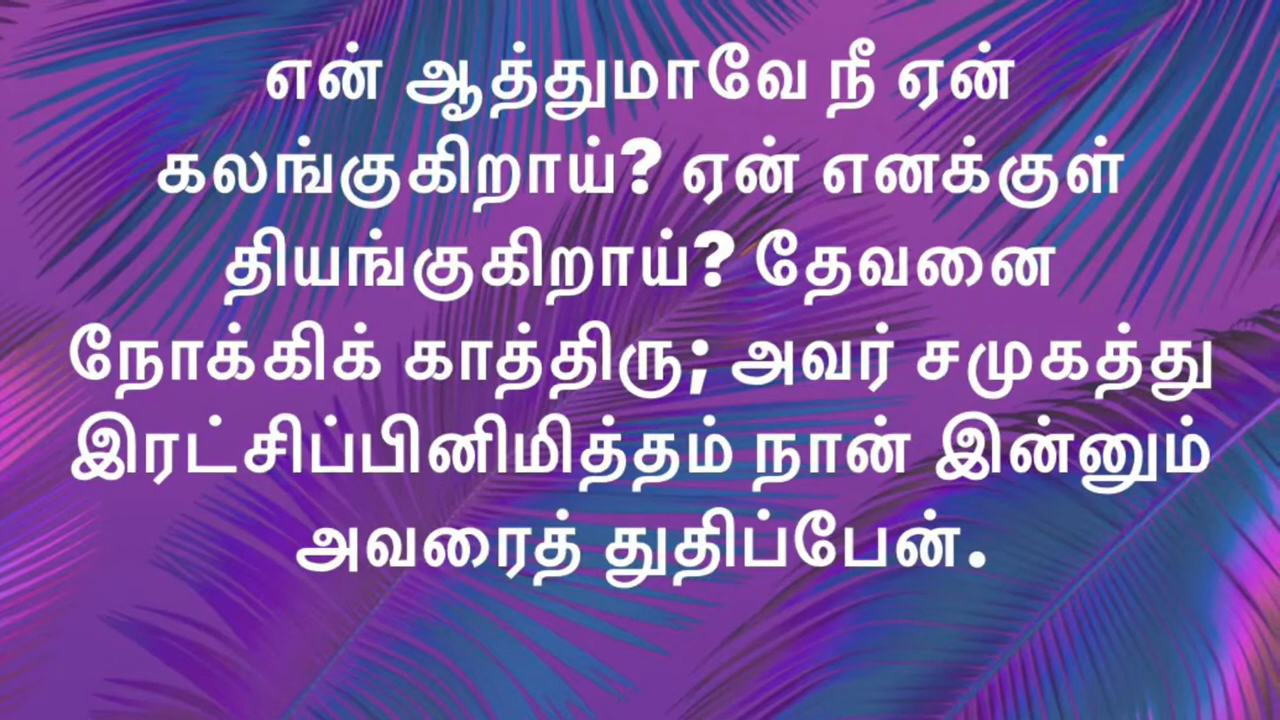 என் ஆத்துமாவே நீ ஏன்
கலங்குகிறாய்? ஏன் எனக்குள்
தியங்குகிறாய்? தேவனை
நோக்கிக் காத்திரு; அவர் சமுகத்து
இரட்சிப்பினிமித்தம் நான் இன்னும்
அவரைத் துதிப்பேன்.